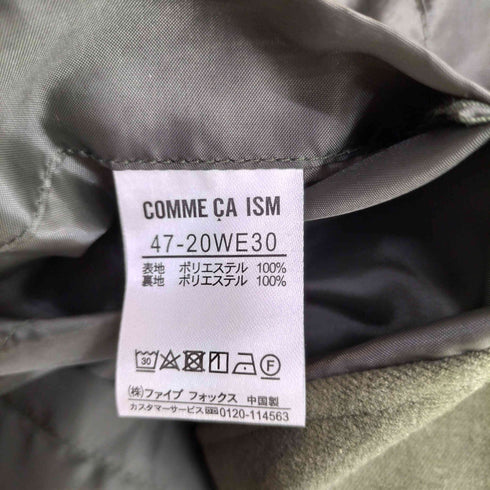 COMME ÇA ISM
47-20WE30
表地 ポリエステル 100%
裏地 ポリエステル 100%
30 F
(株)ファイブ フォックス 中国製
カスタマーサービス 0120-114563